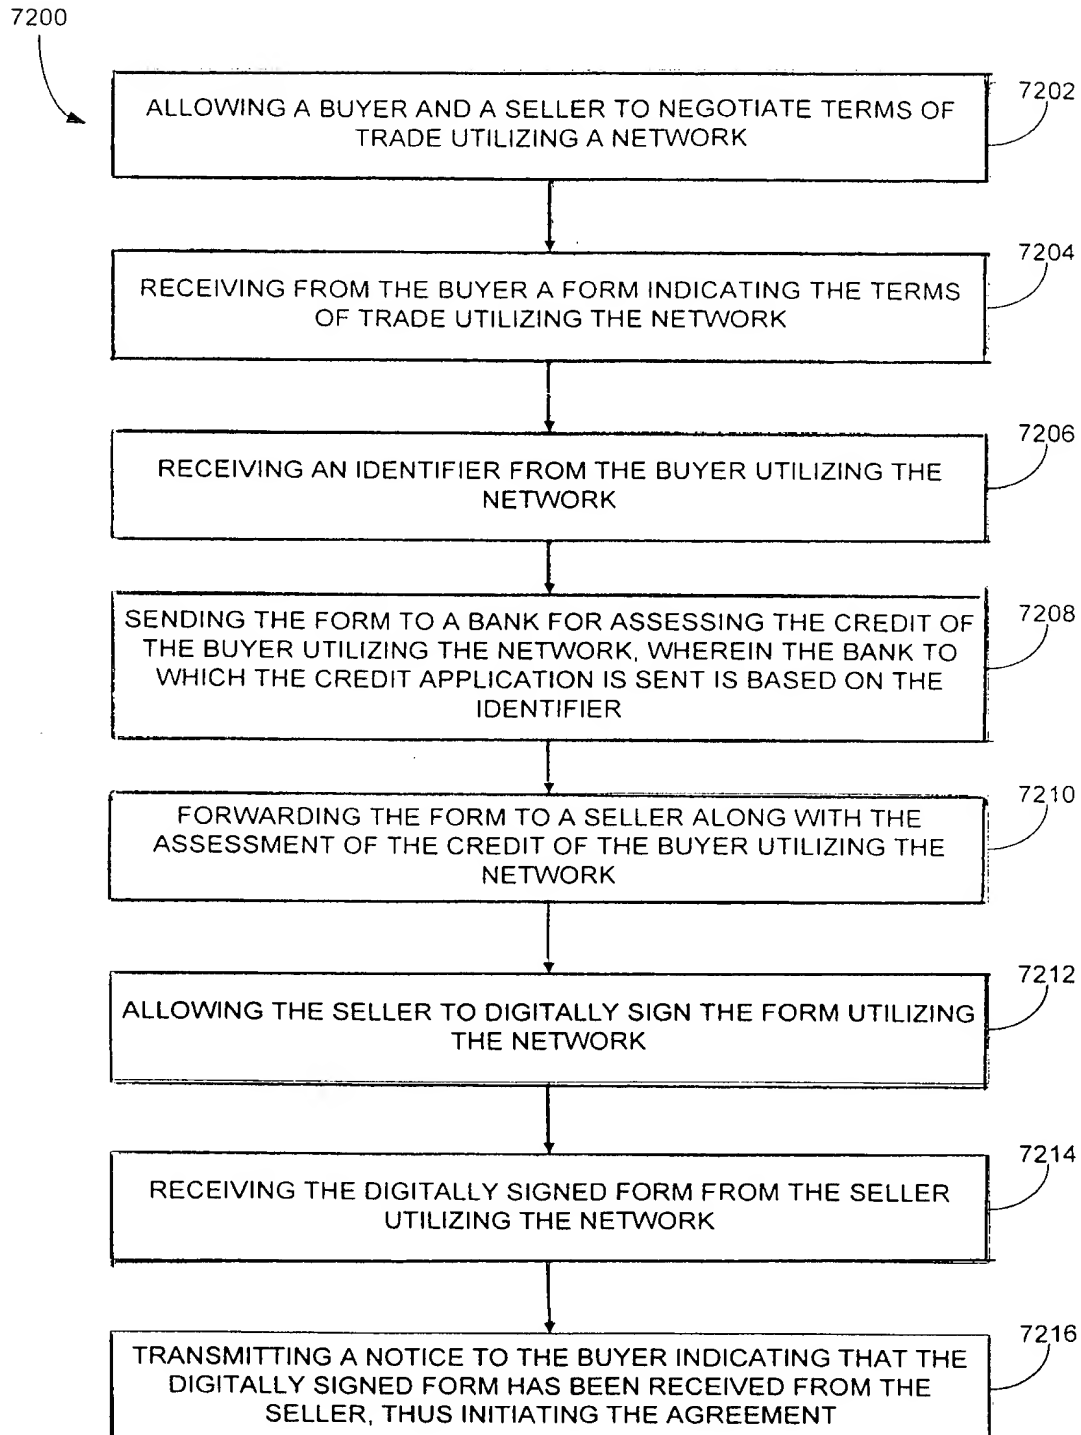 7200
7202
ALLOWING A BUYER AND A SELLER TO NEGOTIATE TERMS OF
TRADE UTILIZING A NETWORK
7204
RECEIVING FROM THE BUYER A FORM INDICATING THE TERMS
OF TRADE UTILIZING THE NETWORK
7206
RECEIVING AN IDENTIFIER FROM THE BUYER UTILIZING THE
NETWORK
7208
SENDING THE FORM TO A BANK FOR ASSESSING THE CREDIT OF
THE BUYER UTILIZING THE NETWORK, WHEREIN THE BANK TO
WHICH THE CREDIT APPLICATION IS SENT IS BASED ON THE
IDENTIFIER
7210
FORWARDING THE FORM TO A SELLER ALONG WITH THE
ASSESSMENT OF THE CREDIT OF THE BUYER UTILIZING THE
NETWORK
7212
ALLOWING THE SELLER TO DIGITALLY SIGN THE FORM UTILIZING
THE NETWORK
7214
RECEIVING THE DIGITALLY SIGNED FORM FROM THE SELLER
UTILIZING THE NETWORK
7216
TRANSMITTING A NOTICE TO THE BUYER INDICATING THAT THE
DIGITALLY SIGNED FORM HAS BEEN RECEIVED FROM THE
SELLER, THUS INITIATING THE AGREEMENT